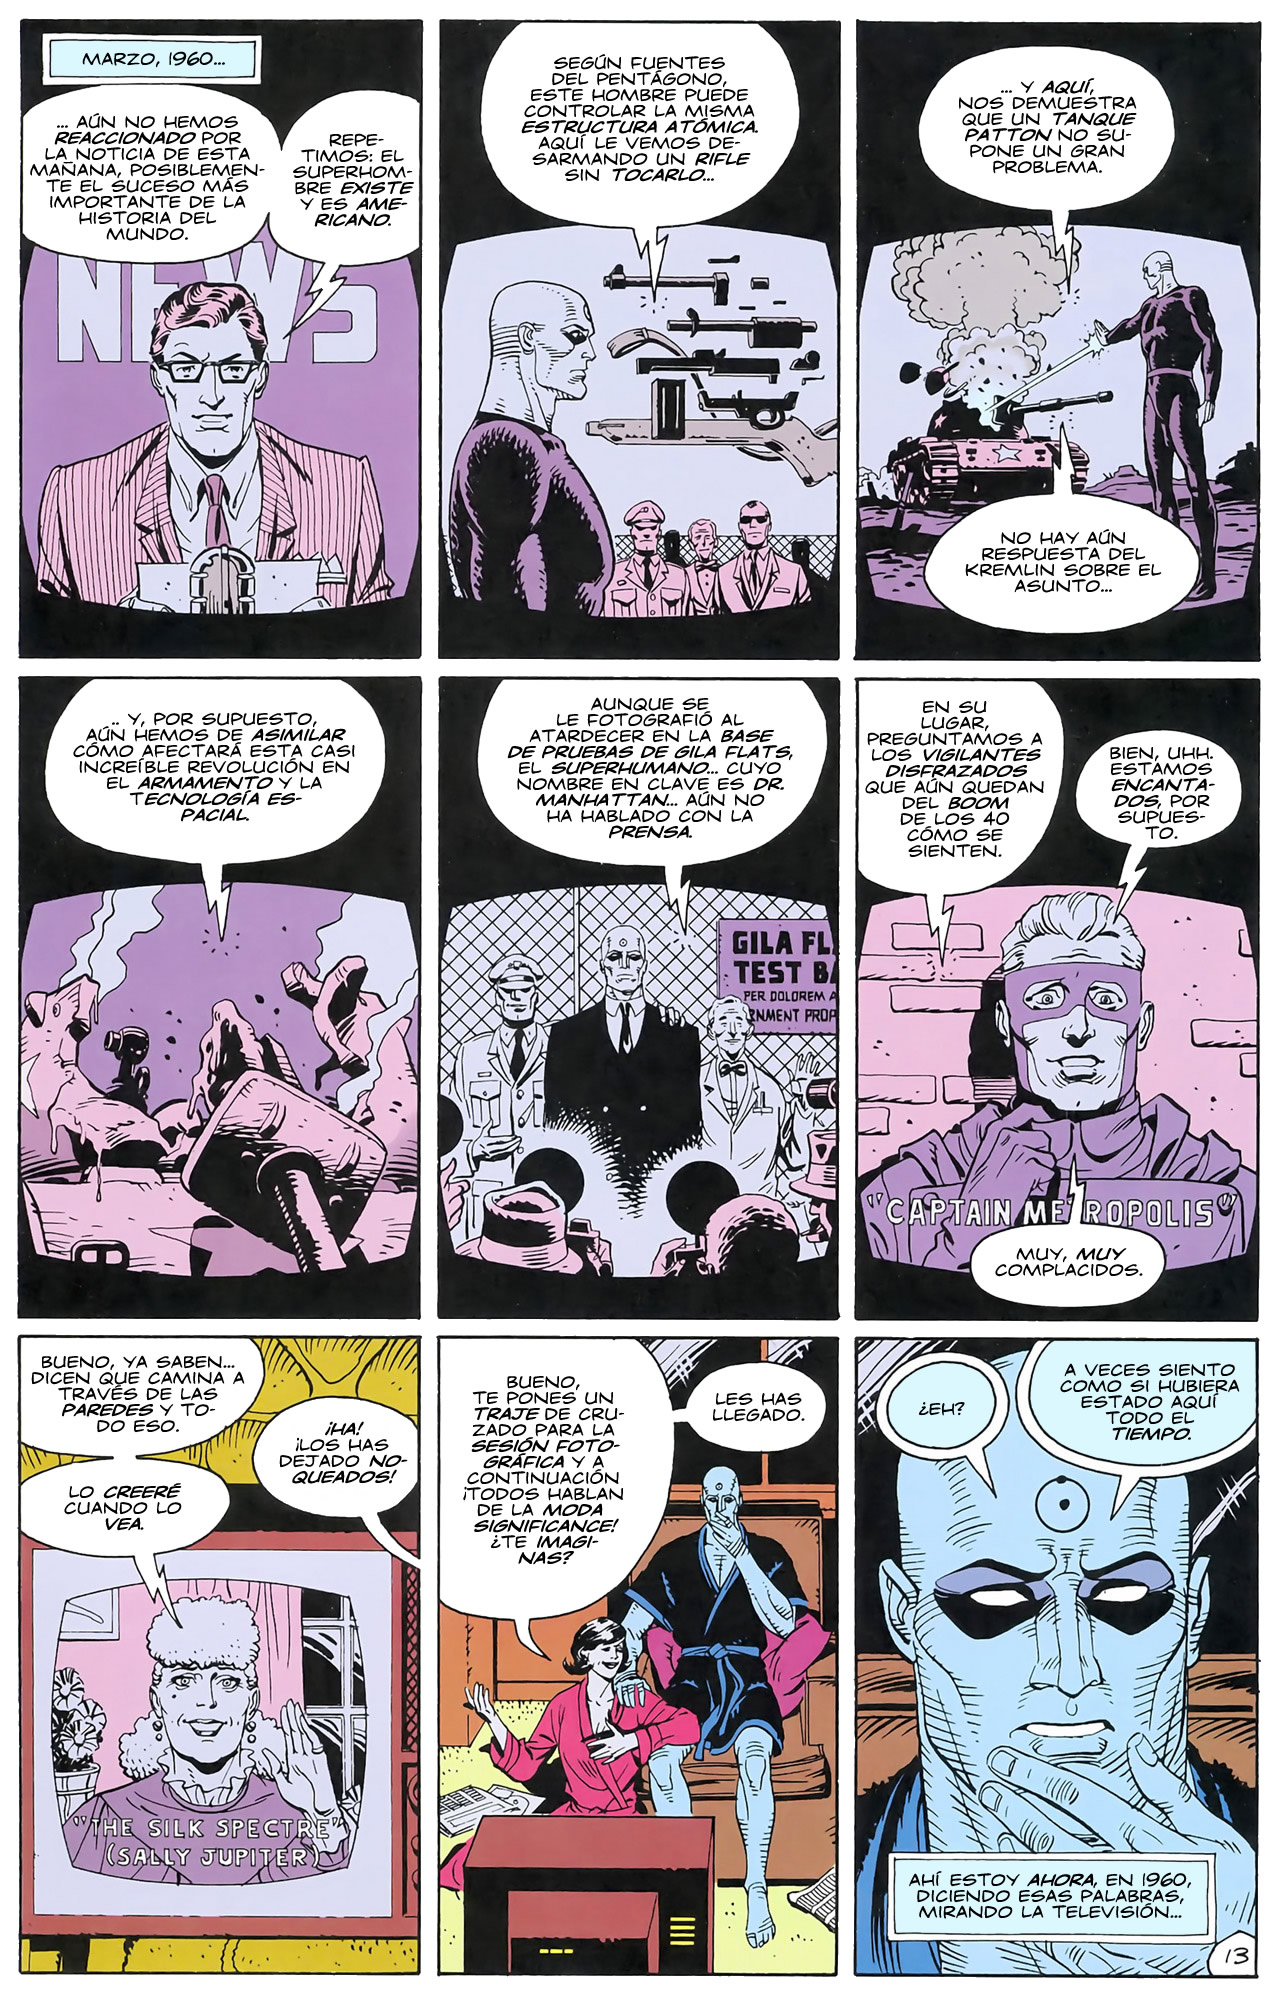 MARZO, 1960...
... AÚN NO HEMOS
REACCIONADO POR
LA NOTICIA DE ESTA
MAÑANA, POSIBLEMEN-
TE EL SUCESO MÁS
IMPORTANTE DE LA
HISTORIA DEL
MUNDO.
REPE-
TIMOS: EL
SUPERHOM-
BRE EXISTE
Y ES AME-
RICANO.
NEWS
SEGÚN FUENTES
DEL PENTÁGONO,
ESTE HOMBRE PUEDE
CONTROLAR LA MISMA
ESTRUCTURA ATÓMICA.
AQUÍ LE VEMOS DE-
SARMANDO UN RIFLE
SIN TOCARLO...
... Y AQUÍ,
NOS DEMUESTRA
QUE UN TANQUE
PATTON NO SU-
PONE UN GRAN
PROBLEMA.
NO HAY AÚN
RESPUESTA DEL
KREMLIN SOBRE EL
ASUNTO...
.. Y, POR SUPUESTO,
AÚN HEMOS DE ASIMILAR
CÓMO AFECTARÁ ESTA CASI
INCREÍBLE REVOLUCIÓN EN
EL ARMAMENTO Y LA
TECNOLOGÍA ES-
PACIAL.
AUNQUE SE
LE FOTOGRAFIÓ AL
ATARDECER EN LA BASE
DE PRUEBAS DE GILA FLATS,
EL SUPERHUMANO... CUYO
NOMBRE EN CLAVE ES DR.
MANHATTAN... AÚN NO
HA HABLADO CON LA
PRENSA.
GILA FLA
TEST BA
PER DOLOREM A
RNMENT PROP
EN SU
LUGAR,
PREGUNTAMOS A
LOS VIGILANTES
DISFRAZADOS
QUE AÚN QUEDAN
DEL BOOM
DE LOS 40
CÓMO SE
SIENTEN.
BIEN, UHH.
ESTAMOS
ENCANTA-
DOS, POR
SUPUES-
TO.
"CAPTAIN METROPOLIS"
MUY, MUY
COMPLACIDOS.
BUENO, YA SABEN...
DICEN QUE CAMINA A
TRAVÉS DE LAS
PAREDES Y TO-
DO ESO.
LO CREERÉ
CUANDO LO
VEA.
¡HA!
¡LOS HAS
DEJADO NO-
QUEADOS!
"THE SILK SPECTRE"
(SALLY JUPITER)
BUENO,
TE PONES UN
TRAJE DE CRU-
ZADO PARA LA
SESIÓN FOTO-
GRÁFICA Y A
CONTINUACIÓN
¡TODOS HABLAN
DE LA MODA
SIGNIFICANCE!
¿TE IMAGI-
NAS?
LES HAS
LLEGADO.
¿EH?
A VECES SIENTO
COMO SI HUBIERA
ESTADO AQUÍ
TODO EL
TIEMPO.
AHÍ ESTOY AHORA, EN 1960,
DICIENDO ESAS PALABRAS,
MIRANDO LA TELEVISIÓN...
13